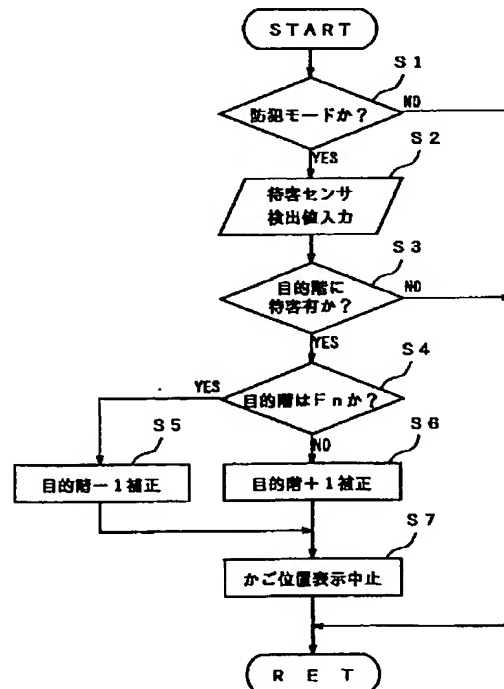 START
S1
防犯モードか?
NO
YES
S2
待客センサ
検出値入力
S3
目的階に
待客有か?
NO
YES
S4
YES
目的階はFnか?
S5
NO
S6
目的階−1補正
目的階+1補正
S7
かご位置表示中止
RET